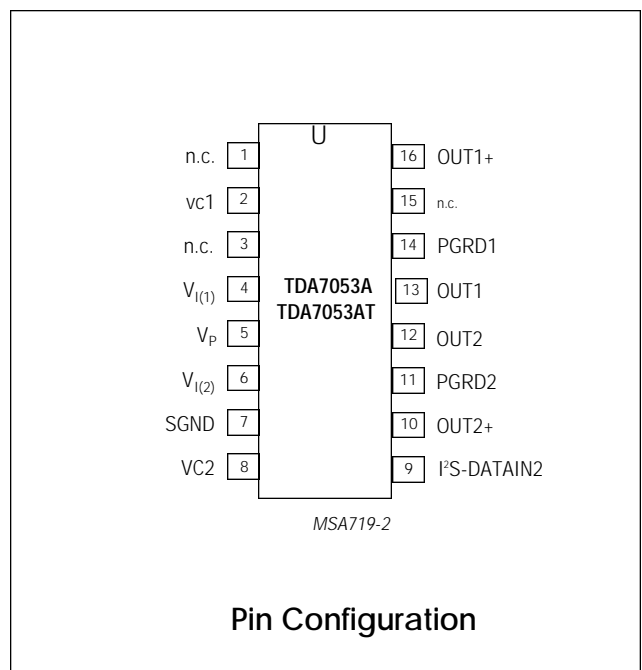 U
n.c. 1
16 OUT1+
vc1 2
15 n.c.
n.c. 3
14 PGRD1
V_I(1) 4
13 OUT1
V_P 5
12 OUT2
V_I(2) 6
11 PGRD2
SGND 7
10 OUT2+
VC2 8
9 I²S-DATAIN2
TDA7053A
TDA7053AT
MSA719-2
Pin Configuration